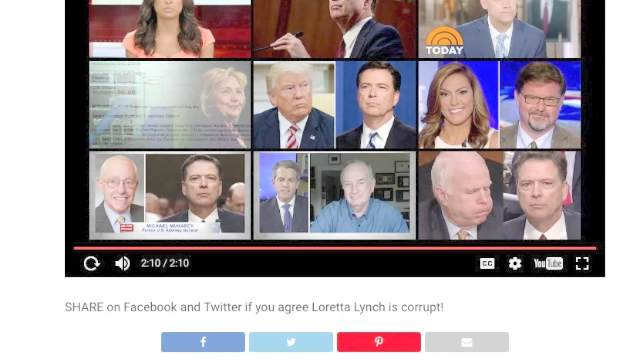 TODAY
MICHAEL MUKASEY
Former U.S. Attorney General
2:10 / 2:10
CC
YouTube
SHARE on Facebook and Twitter if you agree Loretta Lynch is corrupt!
f